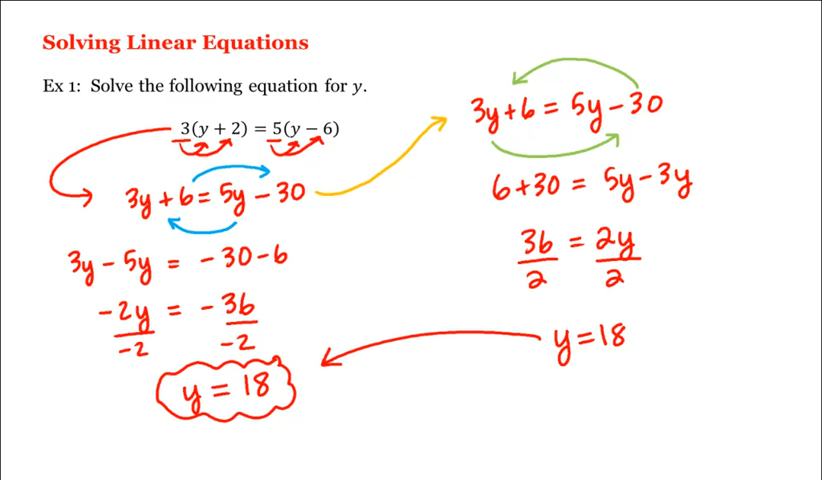 Solving Linear Equations
Ex 1: Solve the following equation for y.
3(y + 2) = 5(y − 6)
3y + 6 = 5y − 30
3y − 5y = − 30 − 6
−2y = − 36
−2 −2
y = 18
3y + 6 = 5y − 30
6 + 30 = 5y − 3y
36 = 2y
2 2
y = 18